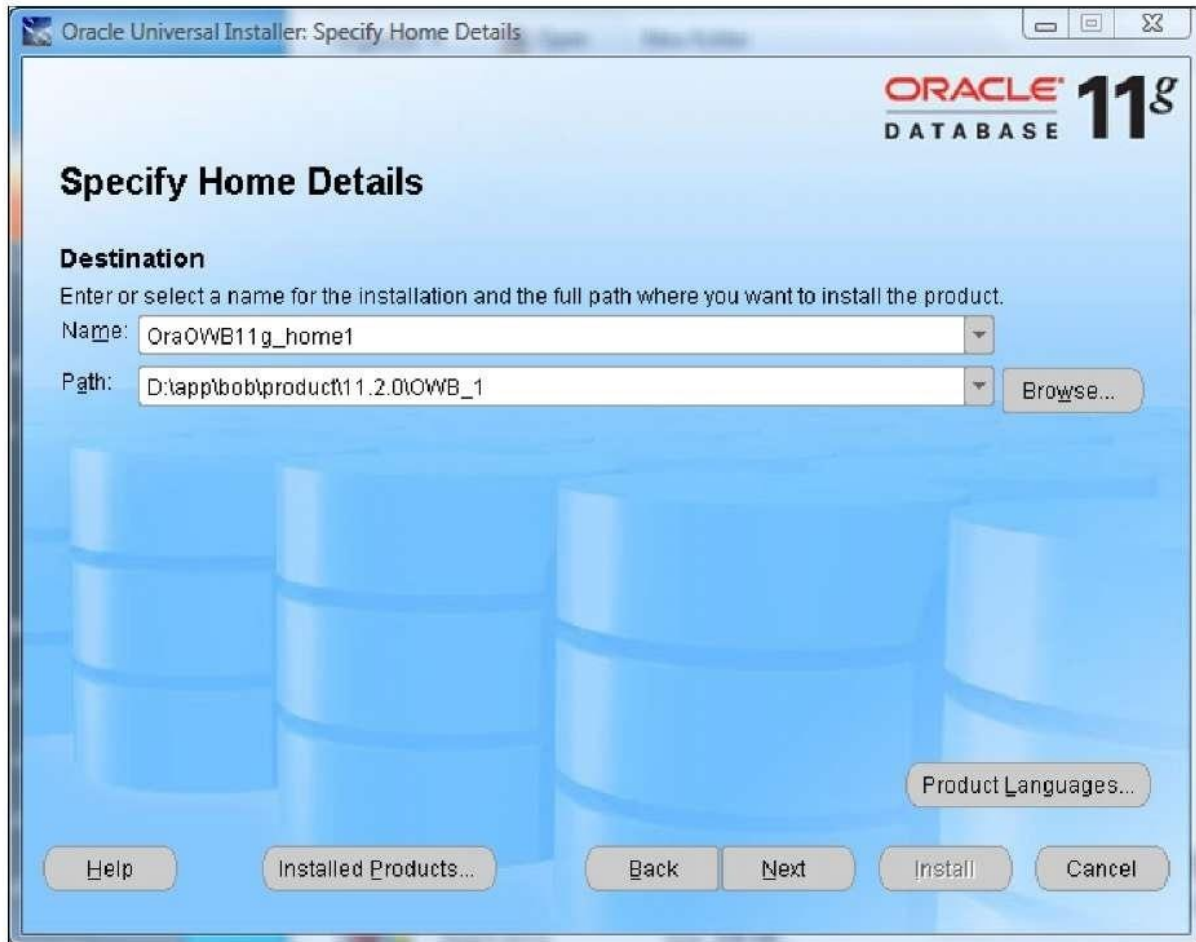 Oracle Universal Installer: Specify Home Details
ORACLE 11g
DATABASE
Specify Home Details
Destination
Enter or select a name for the installation and the full path where you want to install the product.
Name: OraOWB11g_home1
Path: D:\app\bob\product\11.2.0\OWB_1 Browse...
Product Languages...
Help Installed Products... Back Next Install Cancel